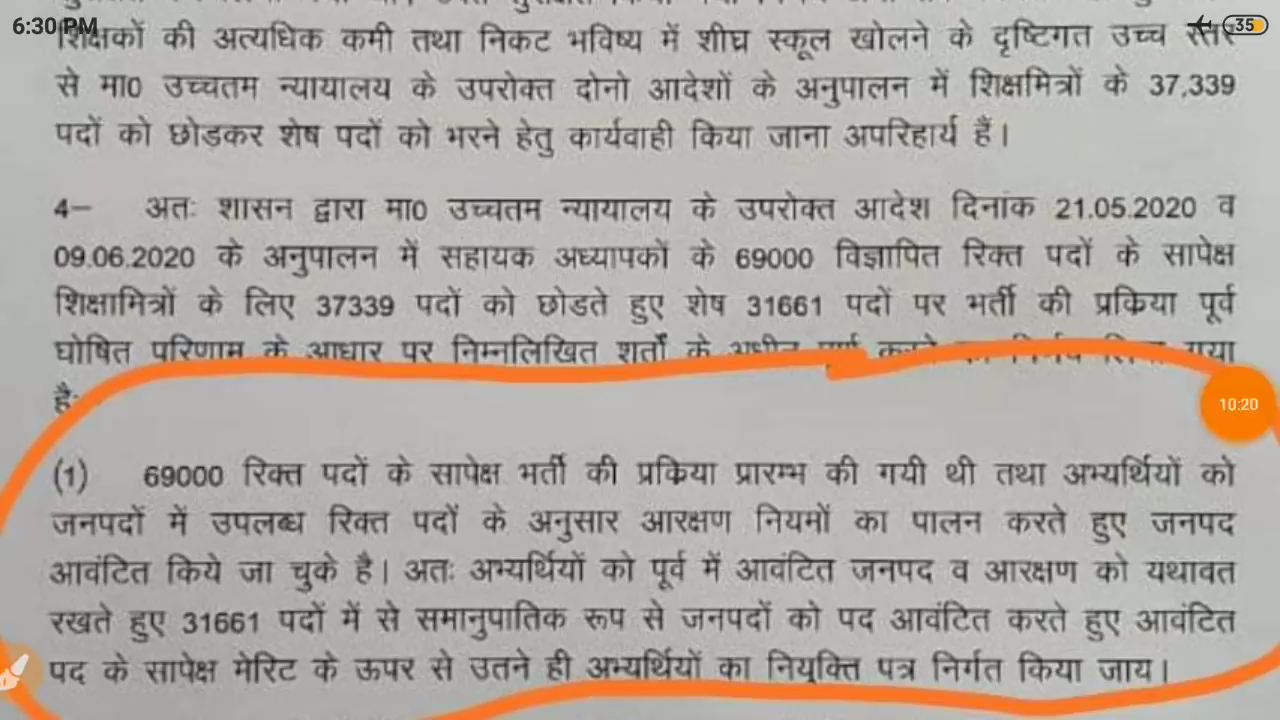 6:30 PM
35
शिक्षकों की अत्यधिक कमी तथा निकट भविष्य में शीघ्र स्कूल खोलने के दृष्टिगत उच्च स्तर
से मा0 उच्चतम न्यायालय के उपरोक्त दोनो आदेशों के अनुपालन में शिक्षमित्रों के 37,339
पदों को छोड़कर शेष पदों को भरने हेतु कार्यवाही किया जाना अपरिहार्य हैं।
4– अतः शासन द्वारा मा0 उच्चतम न्यायालय के उपरोक्त आदेश दिनांक 21.05.2020 व
09.06.2020 के अनुपालन में सहायक अध्यापकों के 69000 विज्ञापित रिक्त पदों के सापेक्ष
शिक्षामित्रों के लिए 37339 पदों को छोडते हुए शेष 31661 पदों पर भर्ती की प्रकिया पूर्व
घोषित परिणाम के आधार पर निम्नलिखित शर्तों के अधीन पूर्ण करने का निर्णय लिया गया
है:
10:20
(1) 69000 रिक्त पदों के सापेक्ष भर्ती की प्रकिया प्रारम्भ की गयी थी तथा अभ्यर्थियों को
जनपदों में उपलब्ध रिक्त पदों के अनुसार आरक्षण नियमों का पालन करते हुए जनपद
आवंटित किये जा चुके है। अतः अभ्यर्थियों को पूर्व में आवंटित जनपद व आरक्षण को यथावत
रखते हुए 31661 पदों में से समानुपातिक रूप से जनपदों को पद आवंटित करते हुए आवंटित
पद के सापेक्ष मेरिट के ऊपर से उतने ही अभ्यर्थियों का नियुक्ति पत्र निर्गत किया जाय।